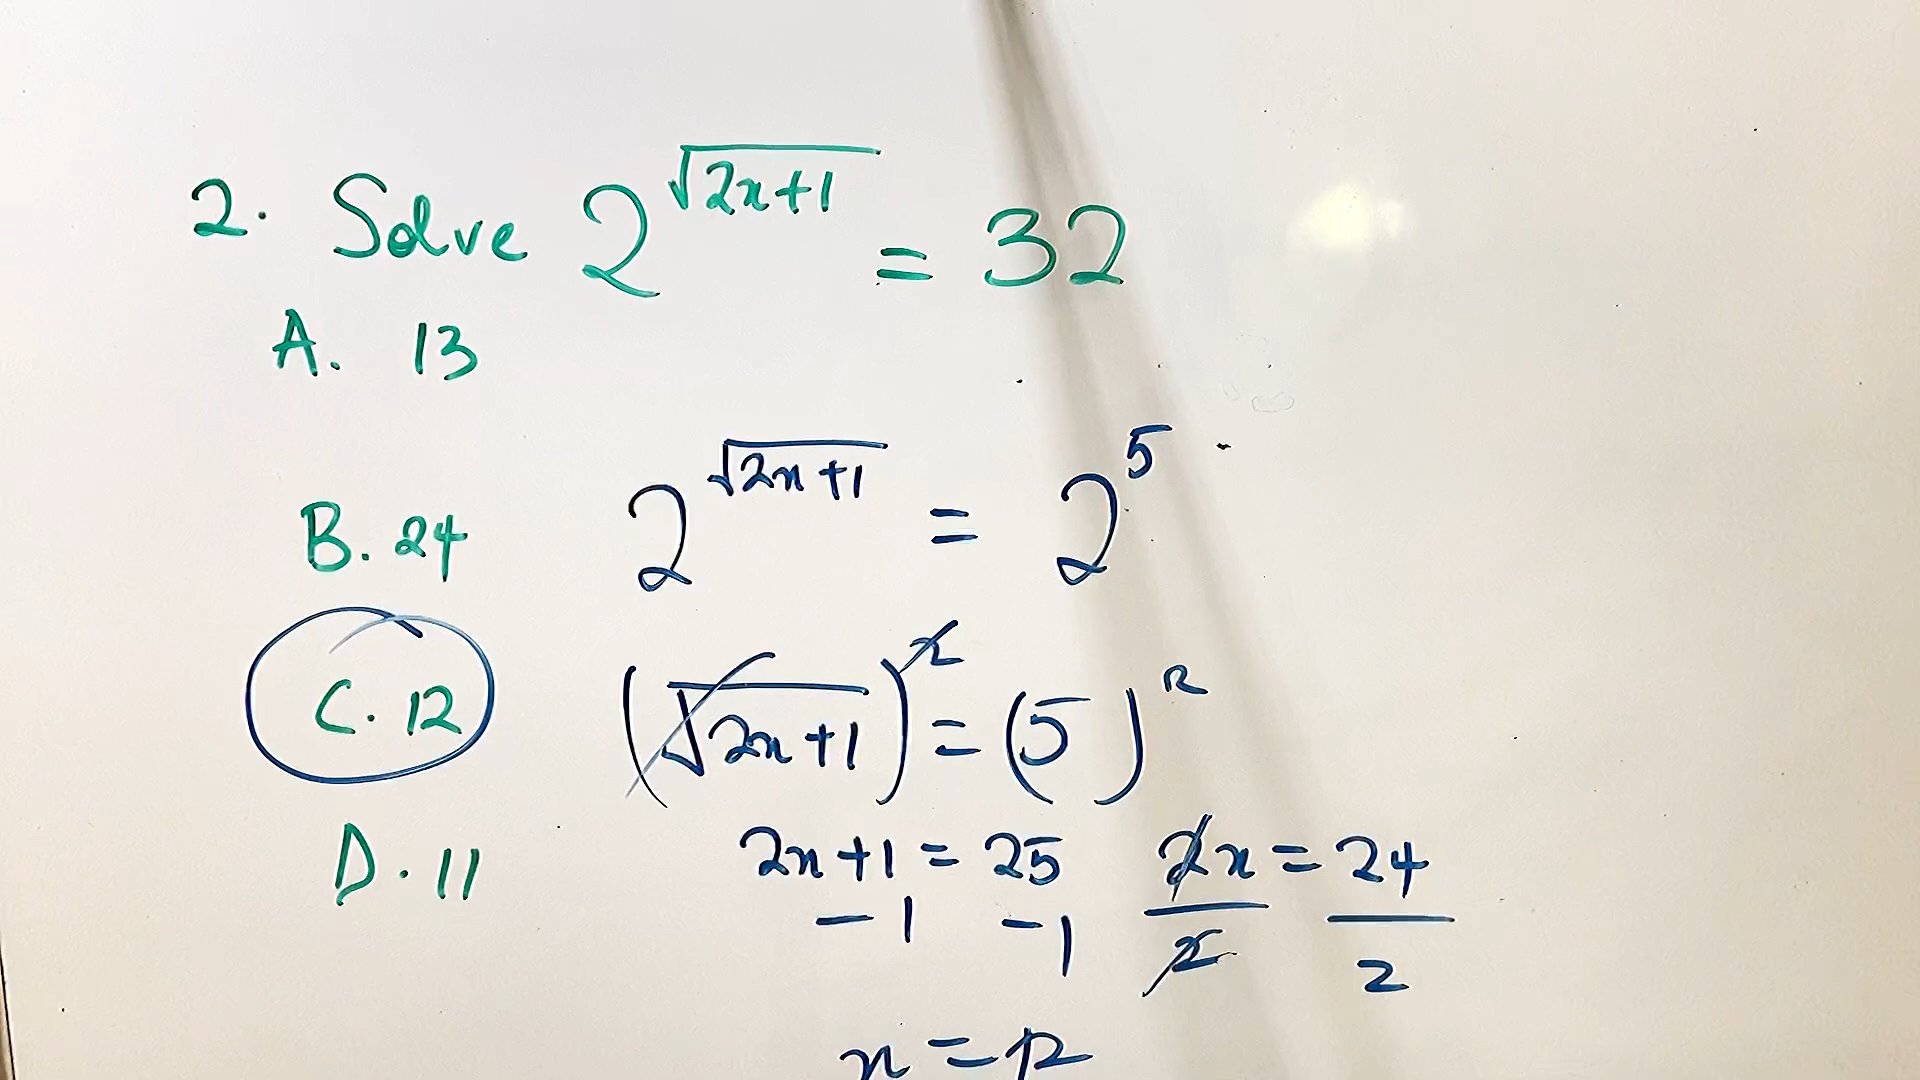 2. Solve 2^√(2x+1) = 32
A. 13
2^√(2x+1) = 2^5
B. 24
(√(2x+1))^2 = (5)^2
C. 12
2x+1 = 25 2x = 24
D. 11
-1 -1 2 2
x = 12